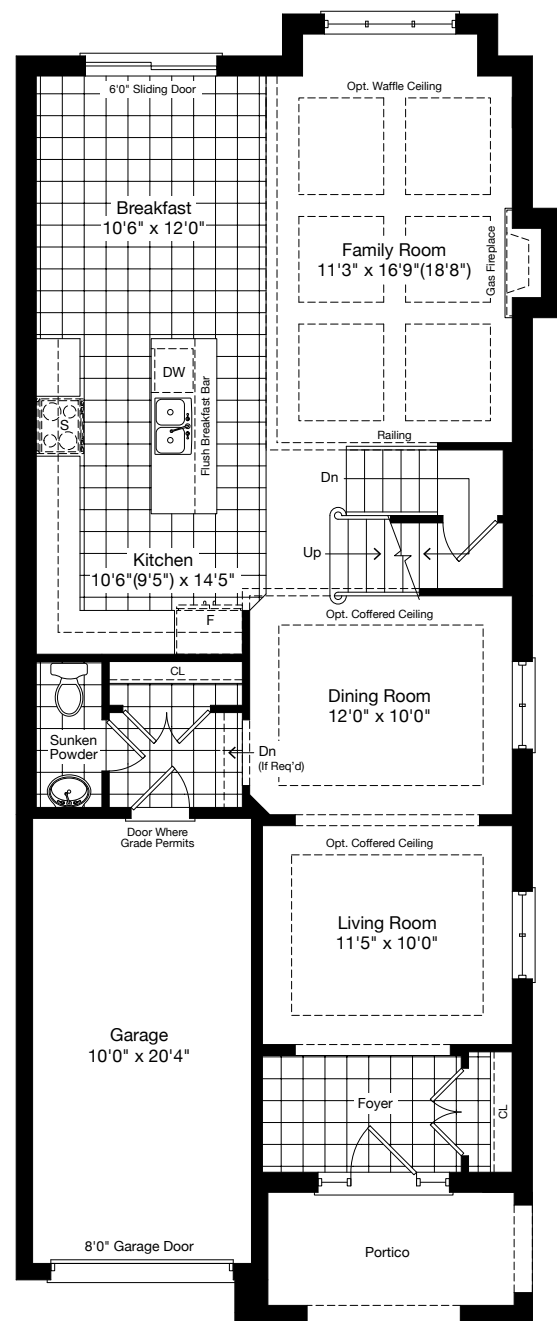 6'0" Sliding Door
Opt. Waffle Ceiling
Breakfast
10'6" x 12'0"
Family Room
11'3" x 16'9"(18'8")
Gas Fireplace
DW
S
Flush Breakfast Bar
Railing
Dn
Up
Kitchen
10'6"(9'5") x 14'5"
F
Opt. Coffered Ceiling
CL
Dining Room
12'0" x 10'0"
Sunken
Powder
Dn
(If Req'd)
Door Where
Grade Permits
Opt. Coffered Ceiling
Living Room
11'5" x 10'0"
Garage
10'0" x 20'4"
Foyer
CL
8'0" Garage Door
Portico